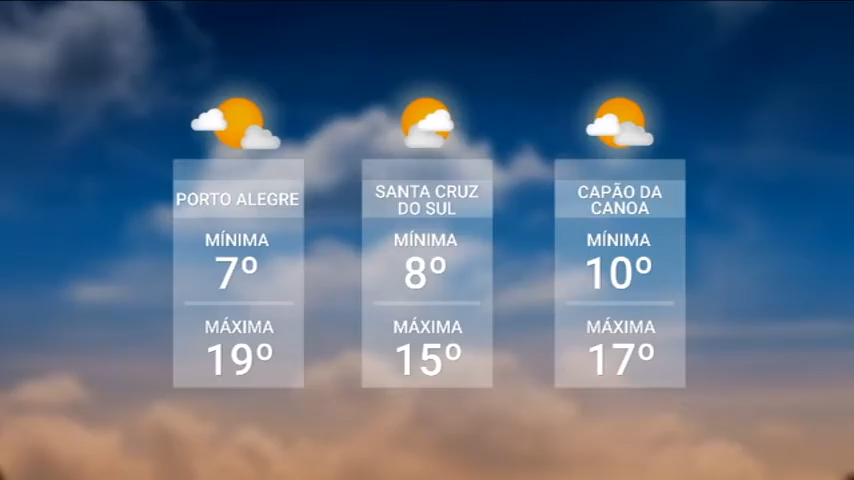 PORTO ALEGRE
MÍNIMA
7º
MÁXIMA
19º
SANTA CRUZ
DO SUL
MÍNIMA
8º
MÁXIMA
15º
CAPÃO DA
CANOA
MÍNIMA
10º
MÁXIMA
17º